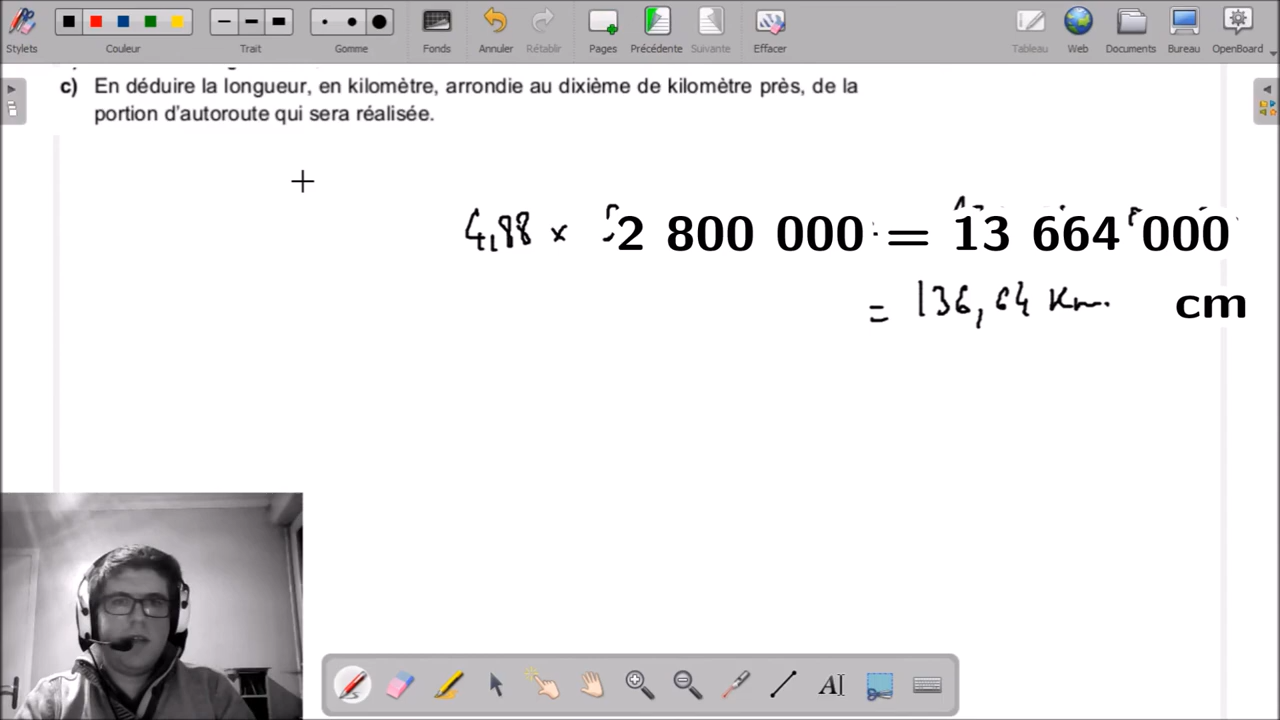 Stylets Couleur Trait Gomme Fonds Annuler Rétablir Pages Précédente Suivante Effacer Tableau Web Documents Bureau OpenBoard
c) En déduire la longueur, en kilomètre, arrondie au dixième de kilomètre près, de la
portion d'autoroute qui sera réalisée.
4,88 × 2 800 000 = 13 664 000
= 136,64 Km. cm
AI